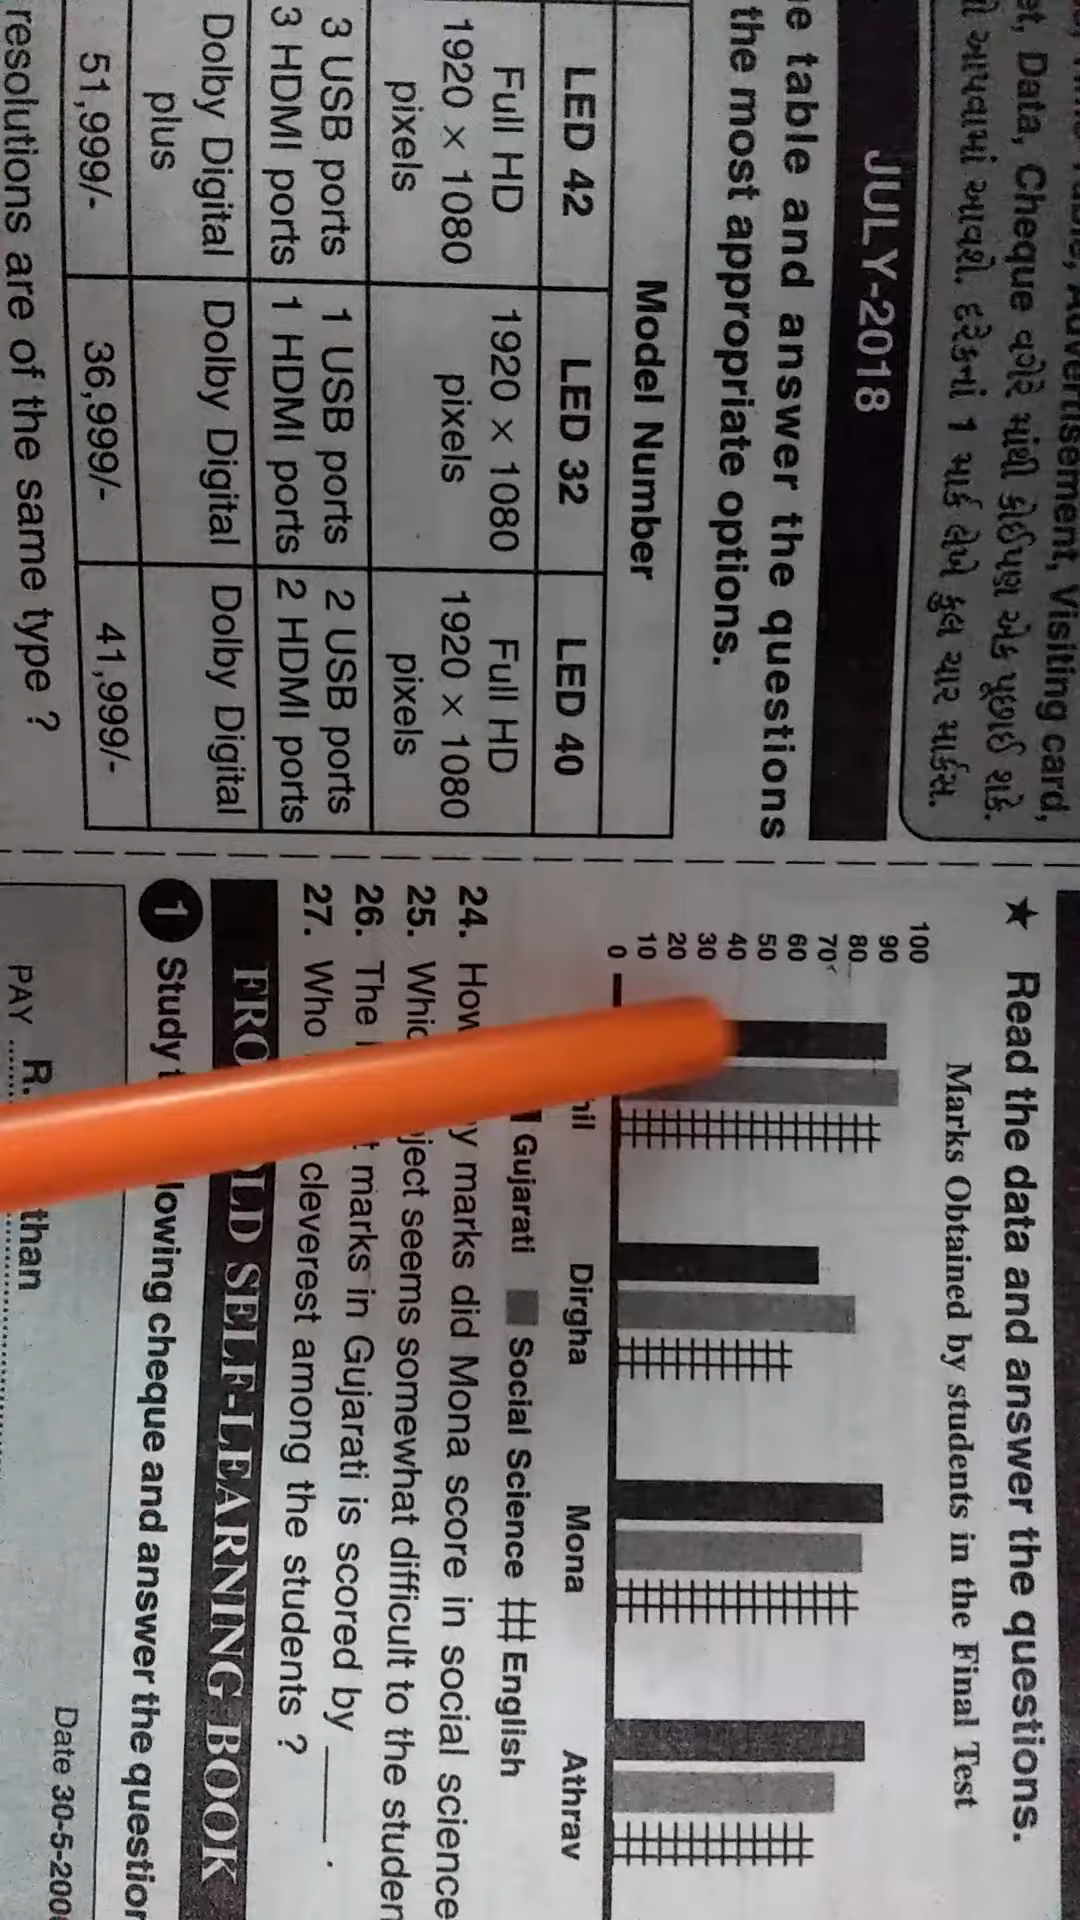 Advertisement, Visiting card,
Data, Cheque વગેરે માંથી કોઈપણ એક પૂછાઈ શકે.
આપવામાં આવશે. દરેકનાં 1 માર્ક લેખે કુલ ચાર માર્કસ.
JULY-2018
table and answer the questions
the most appropriate options.
Model Number
LED 42 LED 32 LED 40
Full HD 1920 × 1080 Full HD
1920 × 1080 pixels 1920 × 1080
pixels pixels
3 USB ports 1 USB ports 2 USB ports
3 HDMI ports 1 HDMI ports 2 HDMI ports
Dolby Digital Dolby Digital Dolby Digital
plus
51,999/- 36,999/- 41,999/-
resolutions are of the same type ?
★ Read the data and answer the questions.
Marks Obtained by students in the Final Test
100
90
80
70
60
50
40
30
20
10
0
Dirgha Mona Athrav
Gujarati Social Science English
24. marks did Mona score in social science
25. seems somewhat difficult to the
26. The marks in Gujarati is scored by ____ .
27. Who cleverest among the students ?
SELF-LEARNING BOOK
1 Study cheque and answer the
Date 30-5-200
PAY R. than